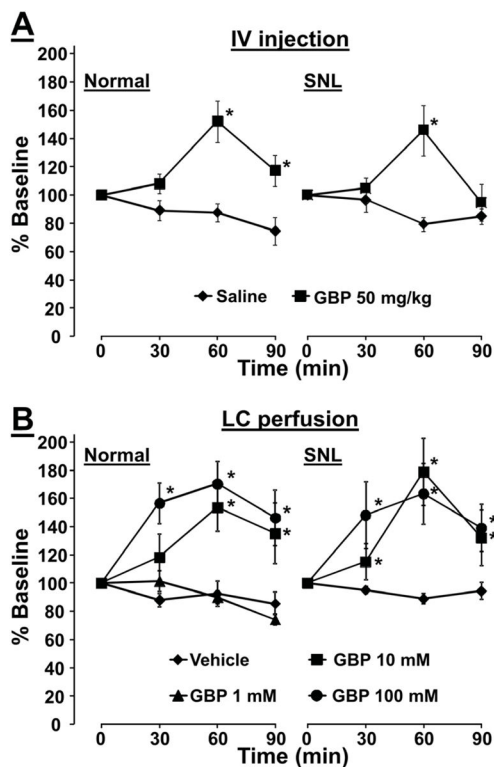 A
IV injection
Normal
SNL
% Baseline
200
180
160
140
120
100
80
60
40
20
0
*
*
*
Saline
GBP 50 mg/kg
0 30 60 90 0 30 60 90
Time (min)
B
LC perfusion
Normal
SNL
% Baseline
200
180
160
140
120
100
80
60
40
20
0
* * * * *
* * * * * *
Vehicle
GBP 10 mM
GBP 1 mM
GBP 100 mM
0 30 60 90 0 30 60 90
Time (min)